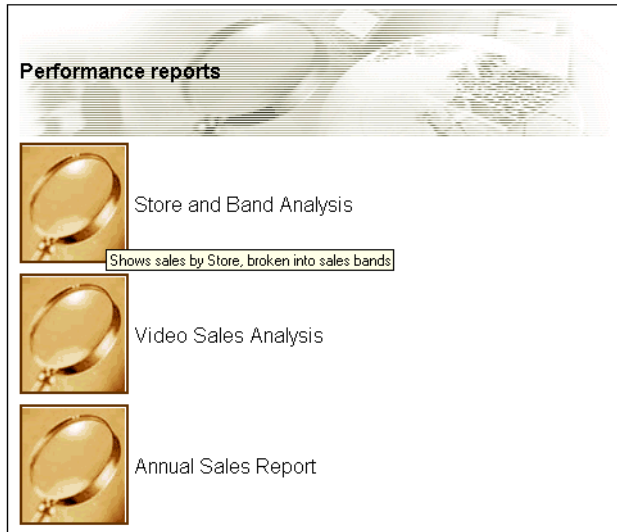 Performance reports
Store and Band Analysis
Shows sales by Store, broken into sales bands
Video Sales Analysis
Annual Sales Report